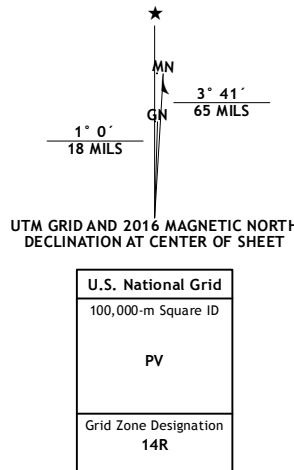 ★
MN
3° 41´
65 MILS
GN
1° 0´
18 MILS
UTM GRID AND 2016 MAGNETIC NORTH
DECLINATION AT CENTER OF SHEET
U.S. National Grid
100,000-m Square ID
PV
Grid Zone Designation
14R